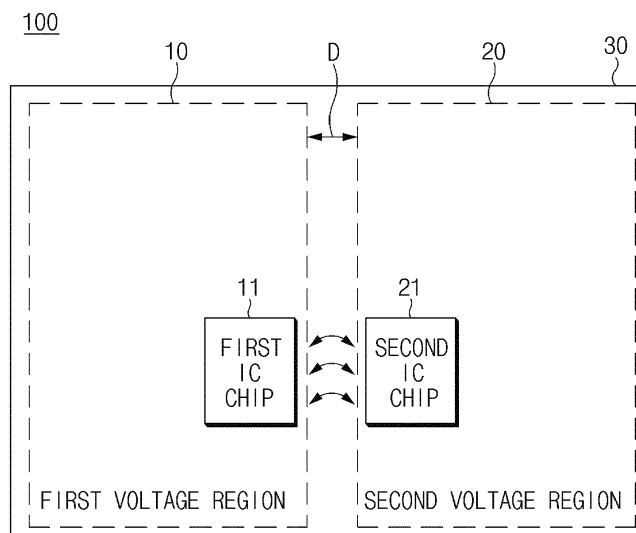 100
10 D 20 30
11 21
FIRST IC CHIP
SECOND IC CHIP
FIRST VOLTAGE REGION SECOND VOLTAGE REGION